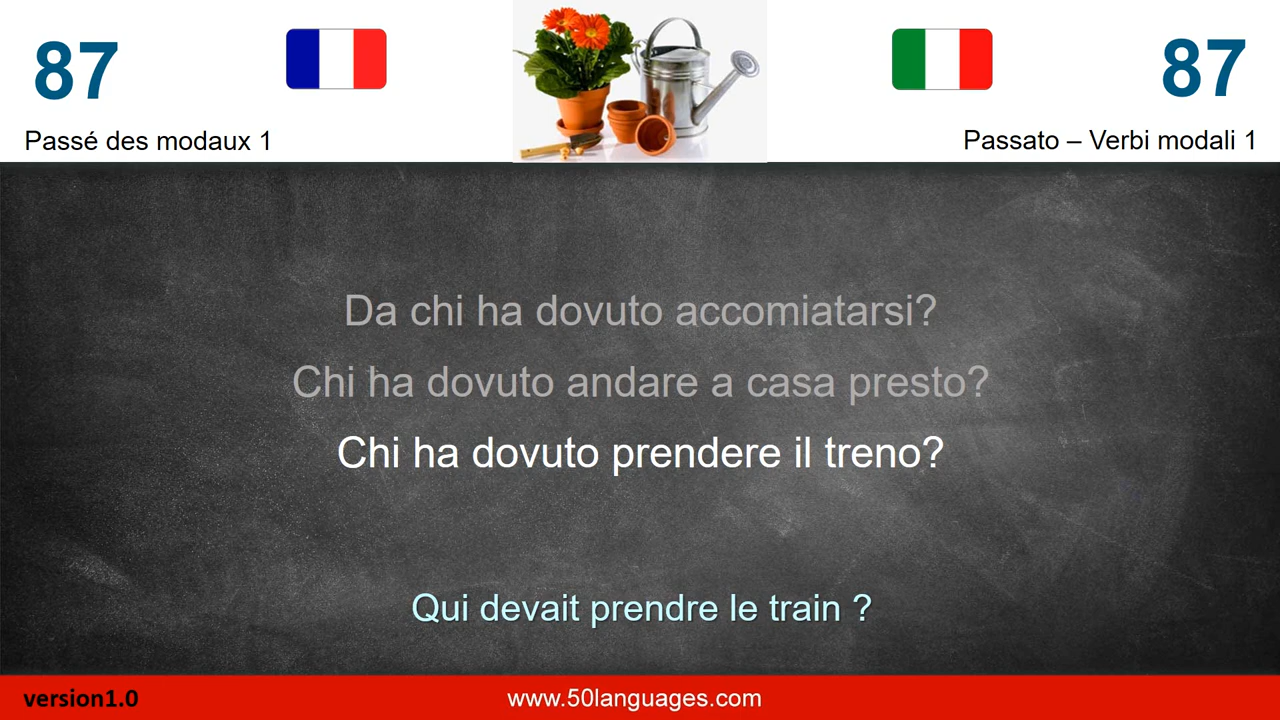 87
87
Passé des modaux 1
Passato – Verbi modali 1
Da chi ha dovuto accomiatarsi?
Chi ha dovuto andare a casa presto?
Chi ha dovuto prendere il treno?
Qui devait prendre le train ?
version1.0
www.50languages.com